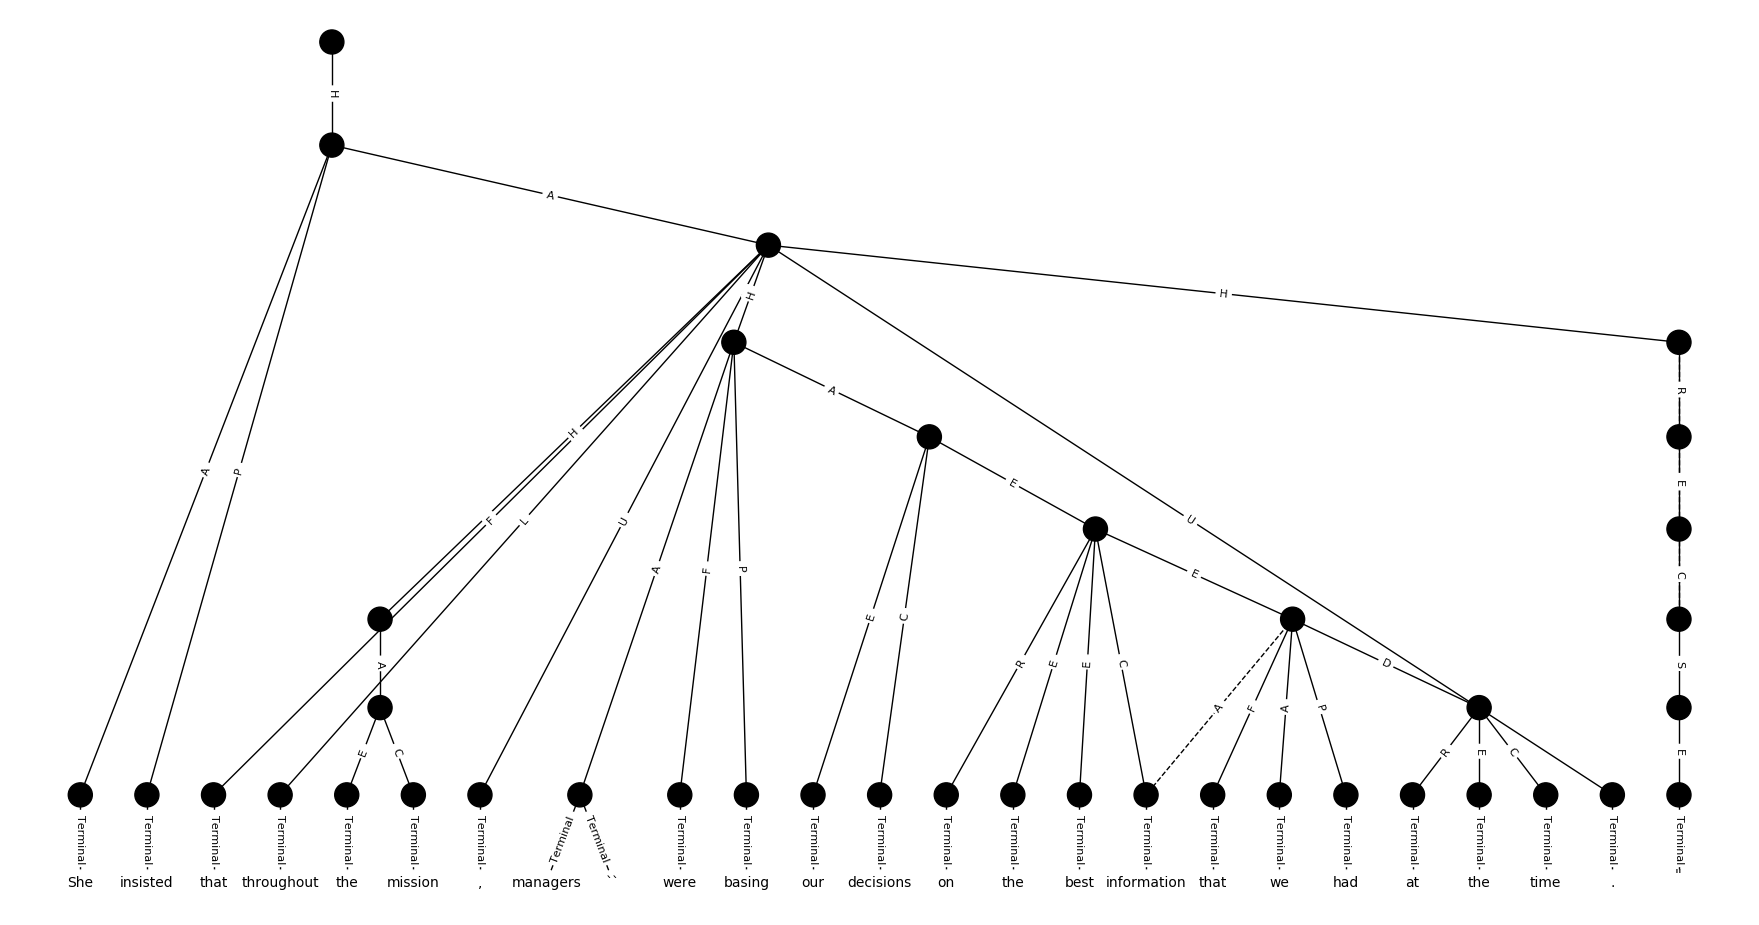 H
A
H
H
A
P
H
F
L
U
A
F
P
A
E
U
E
C
E
R
E
E
C
A
F
A
P
D
A
E
C
R
E
C
R
E
C
S
E
Terminal Terminal Terminal Terminal Terminal Terminal Terminal Terminal Terminal Terminal Terminal Terminal Terminal Terminal Terminal Terminal Terminal Terminal Terminal Terminal Terminal Terminal Terminal Terminal Terminal
She insisted that throughout the mission , managers were basing our decisions on the best information that we had at the time .